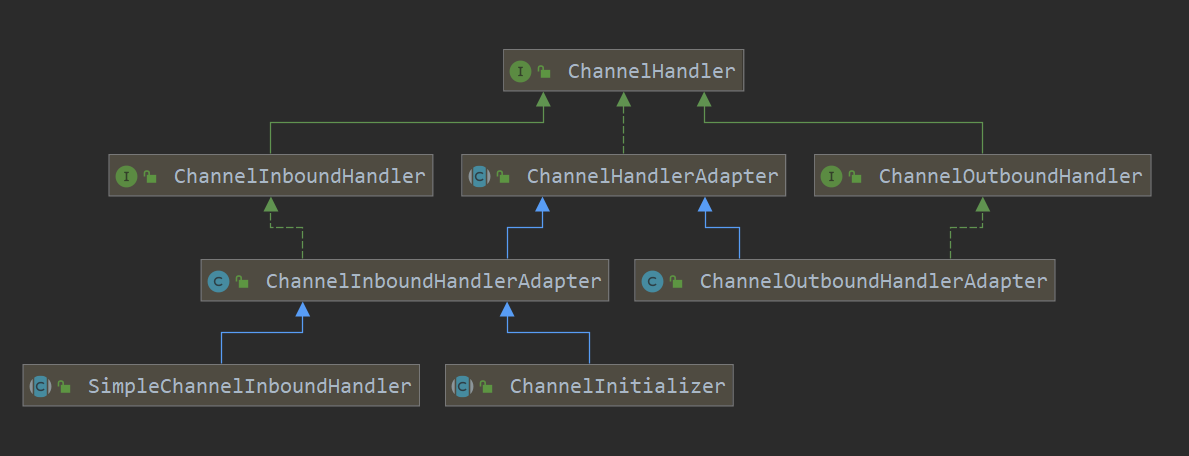 I ChannelHandler
I ChannelInboundHandler
C ChannelHandlerAdapter
I ChannelOutboundHandler
C ChannelInboundHandlerAdapter
C ChannelOutboundHandlerAdapter
C SimpleChannelInboundHandler
C ChannelInitializer